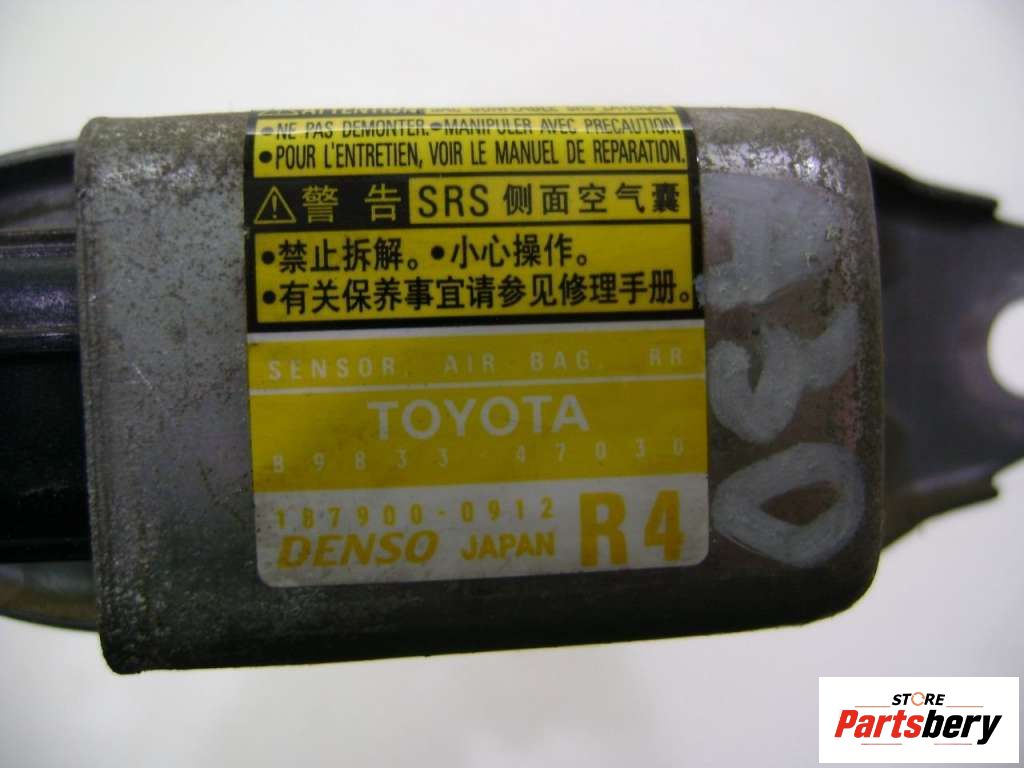 •NE PAS DEMONTER. •MANIPULER AVEC PRECAUTION.
•POUR L'ENTRETIEN, VOIR LE MANUEL DE REPARATION.
警告 SRS 侧面空气囊
•禁止拆解。•小心操作。
•有关保养事宜请参见修理手册。
SENSOR, AIR BAG, RR
TOYOTA
89833-47030
187900-0912
DENSO JAPAN R4
STORE
Partsbery